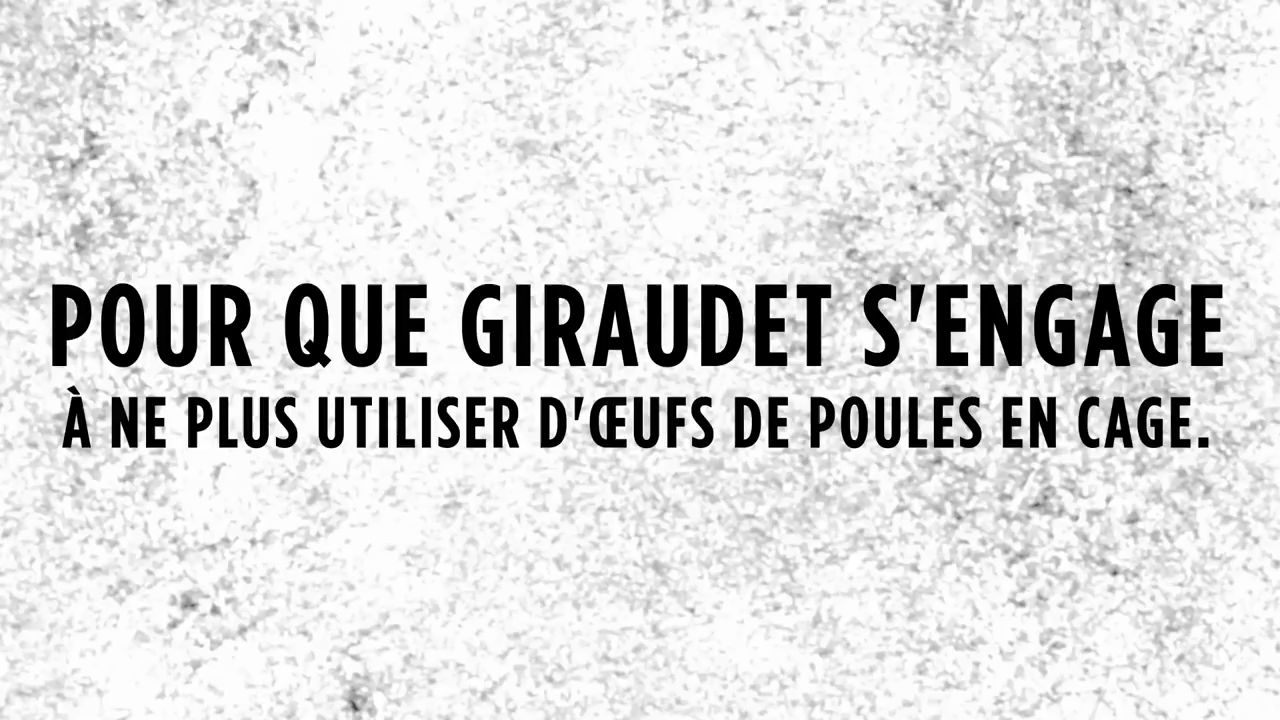 POUR QUE GIRAUDET S'ENGAGE
À NE PLUS UTILISER D'ŒUFS DE POULES EN CAGE.